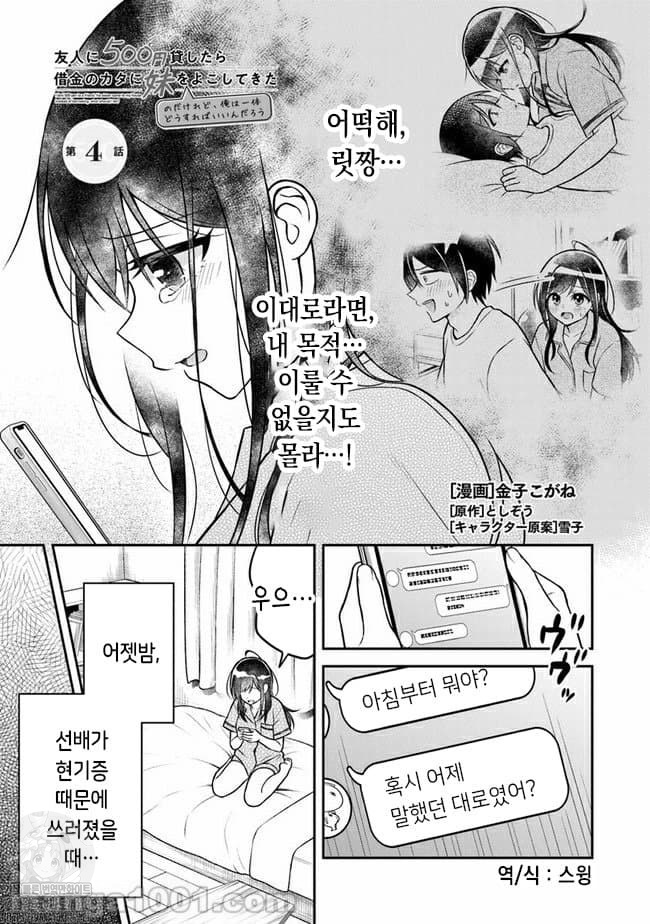 友人に500円貸したら
借金のカタに妹をよこしてきた
のだけれど、俺は一体
どうすればいいんだろう
第4話
어떡해,
릿짱…
이대로라면,
내 목적…
이룰 수
없을지도
몰라…!
[漫画]金子こがね
[原作]としぞう
[キャラクター原案]雪子
ヴヴ
아침부터 뭐야?
혹시 어제
말했던 대로였어?
우으…
어젯밤,
선배가
현기증
때문에
쓰러졌을
때…
역/식 : 스윙